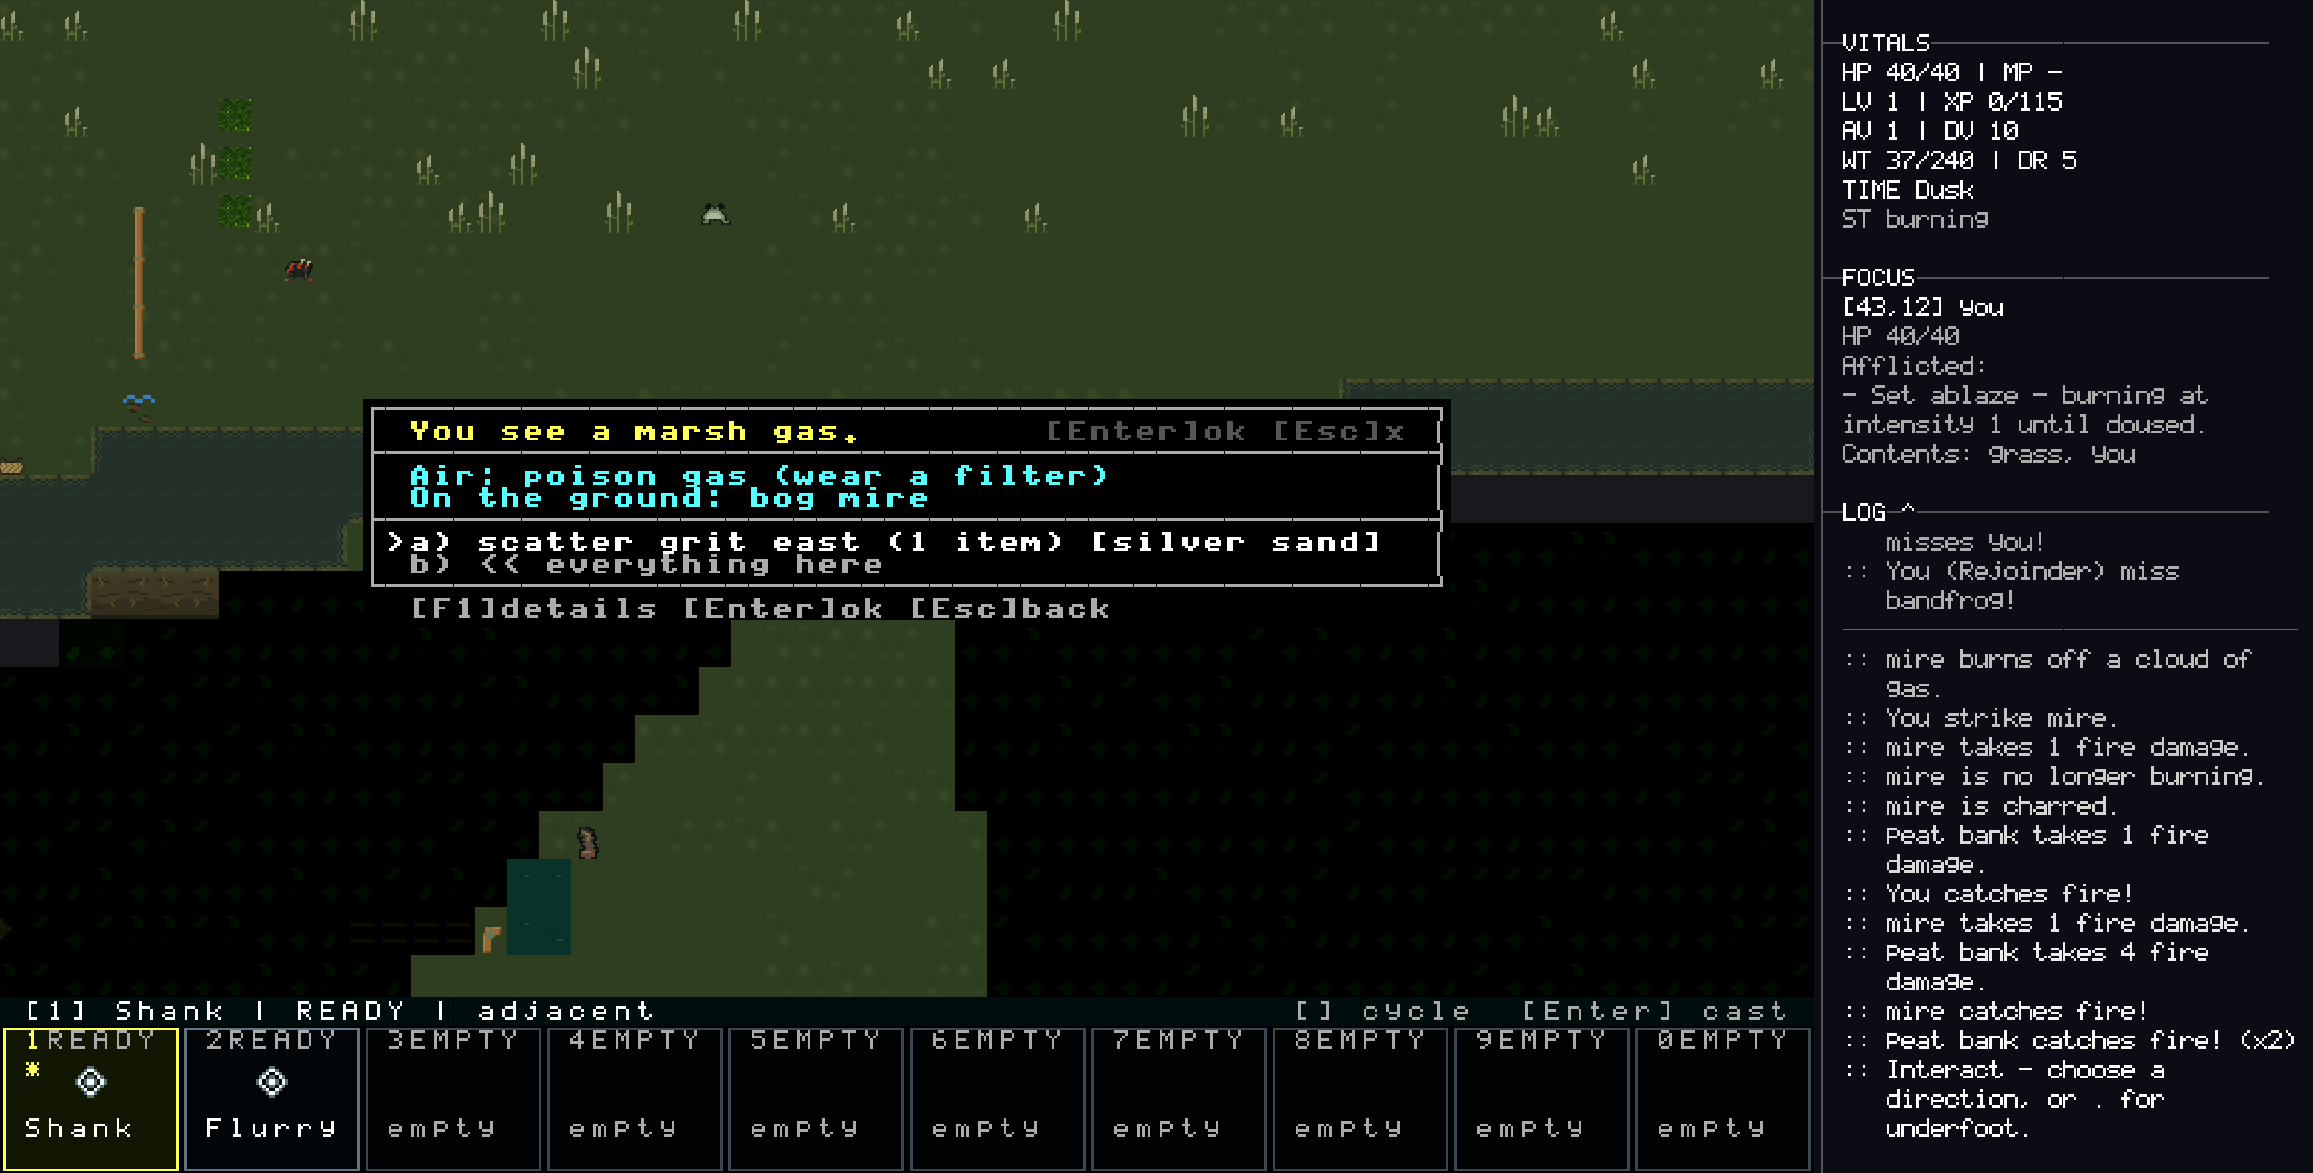 You see a marsh gas. [Enter]ok [Esc]x
Air: poison gas (wear a filter)
On the ground: bog mire
>a) scatter grit east (1 item) [silver sand]
b) << everything here
[F1]details [Enter]ok [Esc]back
[1] Shank | READY | adjacent [] cycle [Enter] cast
1READY 2READY 3EMPTY 4EMPTY 5EMPTY 6EMPTY 7EMPTY 8EMPTY 9EMPTY 0EMPTY
Shank Flurry empty empty empty empty empty empty empty empty
VITALS
HP 40/40 | MP -
LV 1 | XP 0/115
AV 1 | DV 10
WT 37/240 | DR 5
TIME Dusk
ST burning
FOCUS
[43,12] You
HP 40/40
Afflicted:
- Set ablaze - burning at
intensity 1 until doused.
Contents: grass, You
LOG ^
misses You!
:: You (Rejoinder) miss
bandfrog!
:: mire burns off a cloud of
gas.
:: You strike mire.
:: mire takes 1 fire damage.
:: mire is no longer burning.
:: mire is charred.
:: Peat bank takes 1 fire
damage.
:: You catches fire!
:: mire takes 1 fire damage.
:: Peat bank takes 4 fire
damage.
:: mire catches fire!
:: Peat bank catches fire! (x2)
:: Interact - choose a
direction, or . for
underfoot.